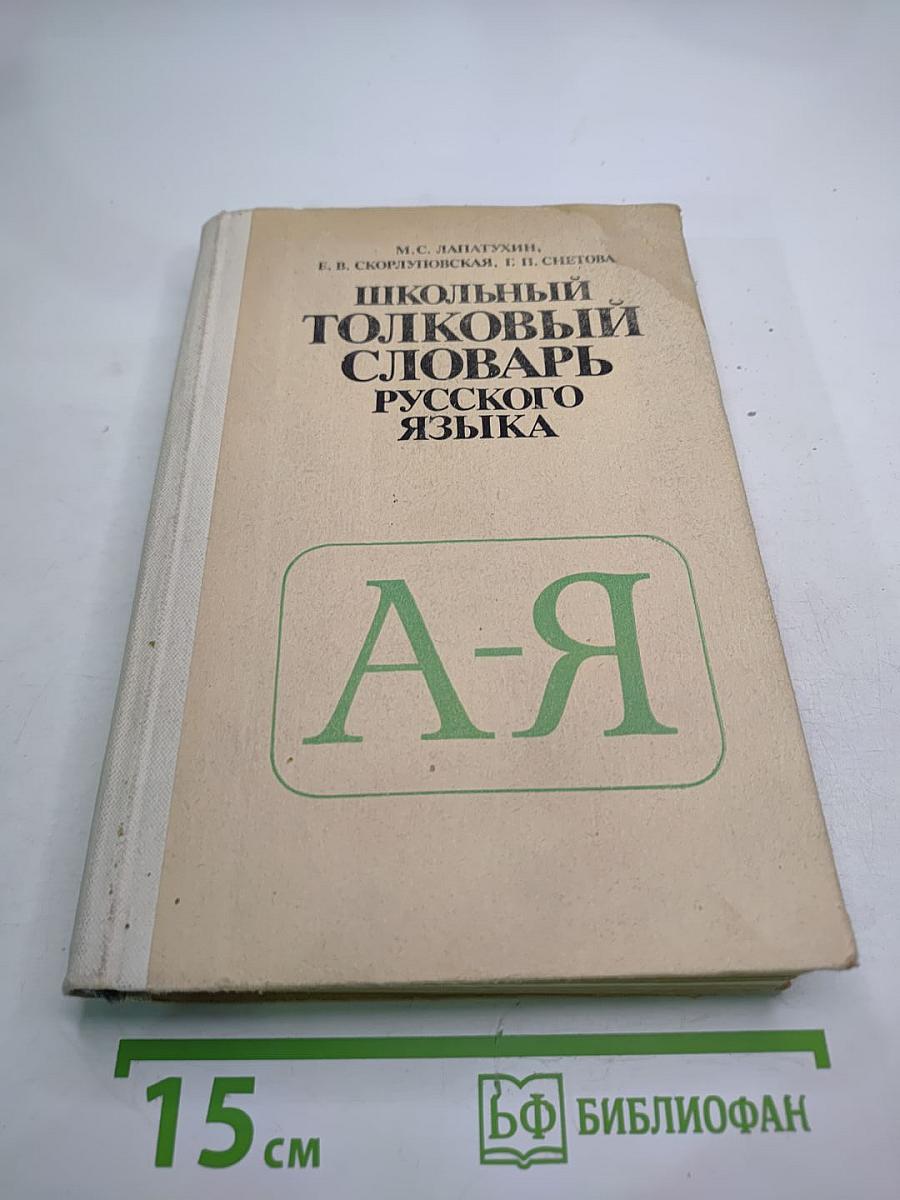 М.С. ЛАПАТУХИН,
Е. В. СКОРЛУПОВСКАЯ, Г. П. СНЕТОВА
ШКОЛЬНЫЙ
ТОЛКОВЫЙ
СЛОВАРЬ
РУССКОГО
ЯЗЫКА
А-Я
15 см
БФ БИБЛИОФАН